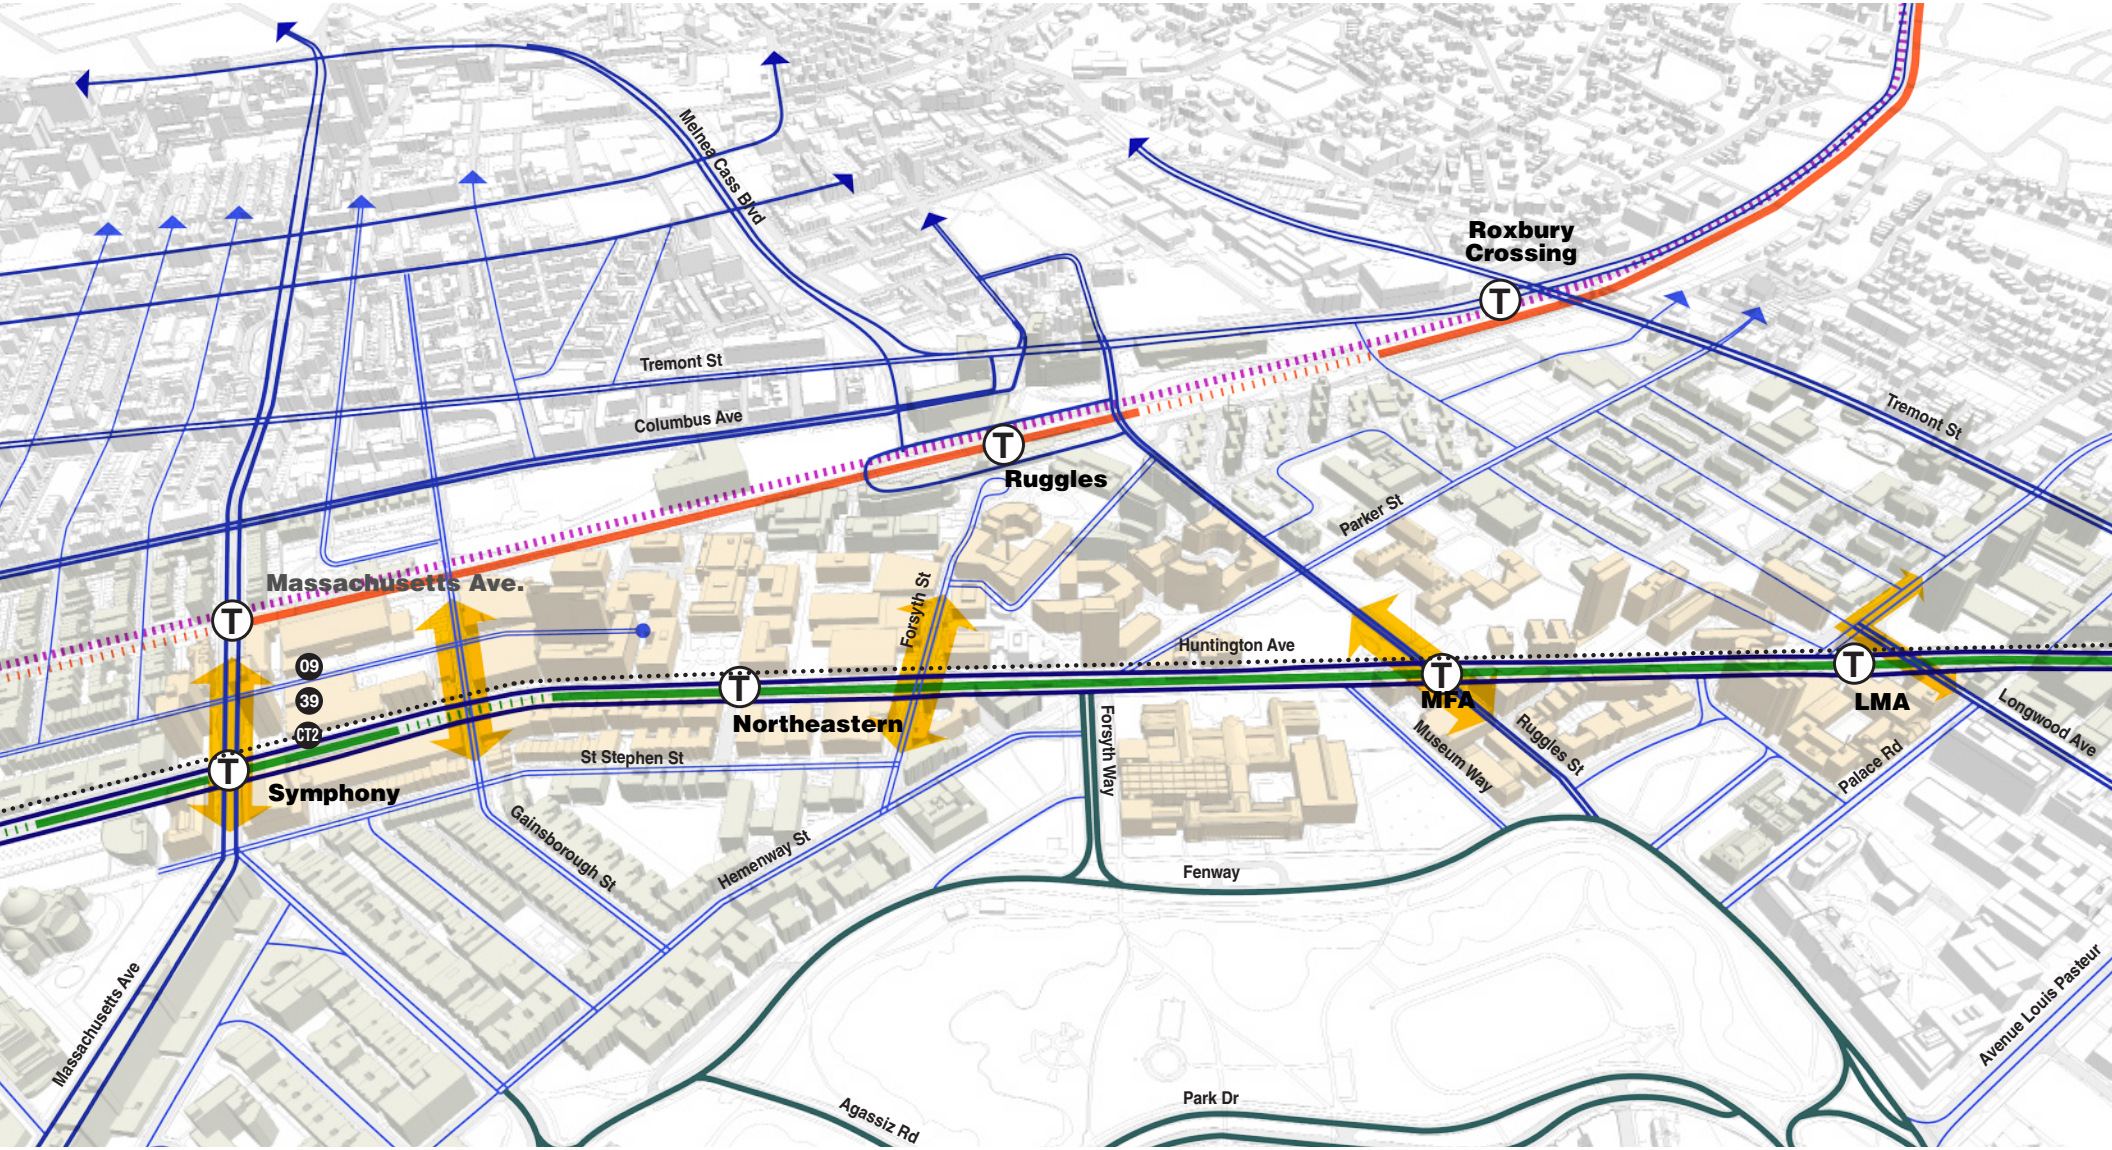 Melnea Cass Blvd
Roxbury
Crossing
T
Tremont St
Columbus Ave
Tremont St
T
Ruggles
Parker St
Massachusetts Ave.
T
Forsyth St
Huntington Ave
09
39
CT2
T
Northeastern
T
MFA
T
LMA
T
Symphony
St Stephen St
Forsyth Way
Museum Way
Ruggles St
Longwood Ave
Palace Rd
Gainsborough St
Hemenway St
Fenway
Massachusetts Ave
Avenue Louis Pasteur
Agassiz Rd
Park Dr